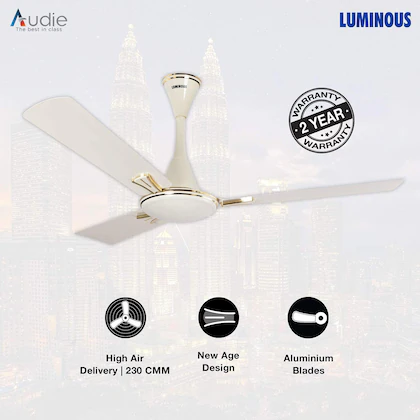 Audie
The best in class
LUMINOUS
LUMINOUS
WARRANTY
2 YEAR
WARRANTY
High Air
Delivery | 230 CMM
New Age
Design
Aluminium
Blades